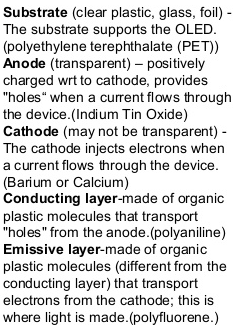 Substrate (clear plastic, glass, foil) -
The substrate supports the OLED.
(polyethylene terephthalate (PET))
Anode (transparent) – positively
charged wrt to cathode, provides
"holes“ when a current flows through
the device.(Indium Tin Oxide)
Cathode (may not be transparent) -
The cathode injects electrons when
a current flows through the device.
(Barium or Calcium)
Conducting layer-made of organic
plastic molecules that transport
"holes" from the anode.(polyaniline)
Emissive layer-made of organic
plastic molecules (different from the
conducting layer) that transport
electrons from the cathode; this is
where light is made.(polyfluorene.)